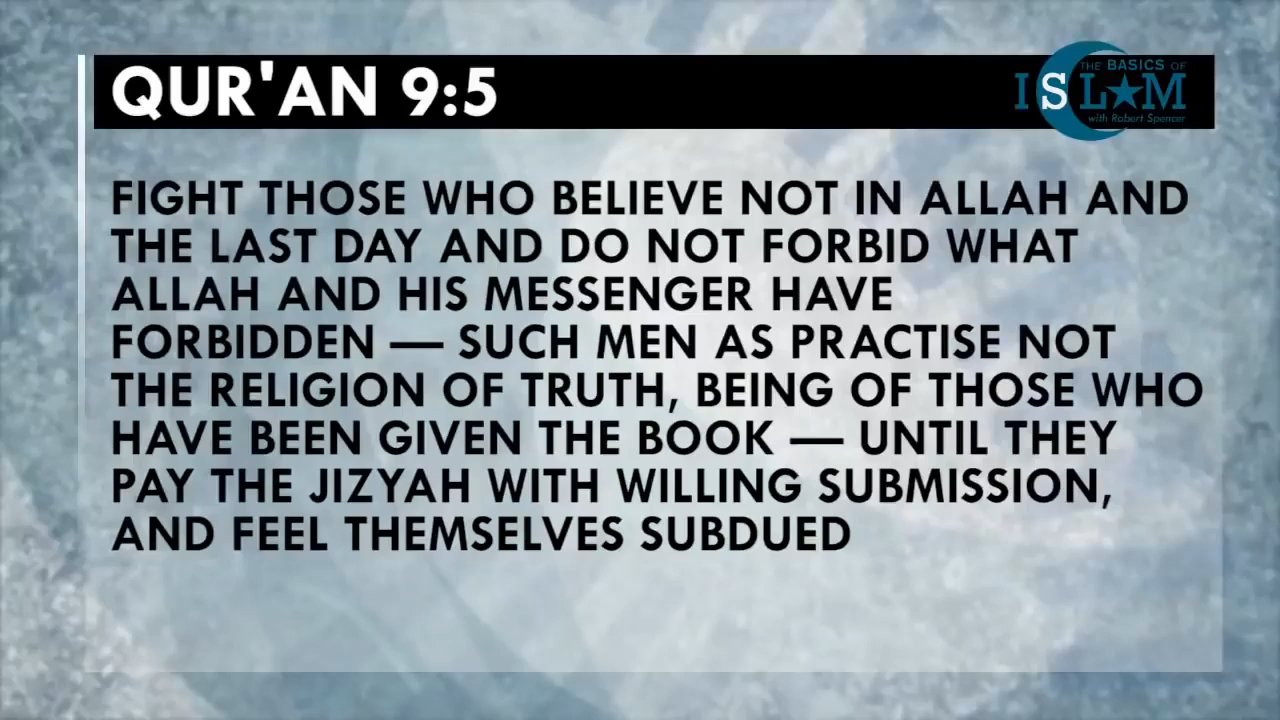 QUR'AN 9:5
THE BASICS OF
ISLAM
with Robert Spencer
FIGHT THOSE WHO BELIEVE NOT IN ALLAH AND
THE LAST DAY AND DO NOT FORBID WHAT
ALLAH AND HIS MESSENGER HAVE
FORBIDDEN — SUCH MEN AS PRACTISE NOT
THE RELIGION OF TRUTH, BEING OF THOSE WHO
HAVE BEEN GIVEN THE BOOK — UNTIL THEY
PAY THE JIZYAH WITH WILLING SUBMISSION,
AND FEEL THEMSELVES SUBDUED